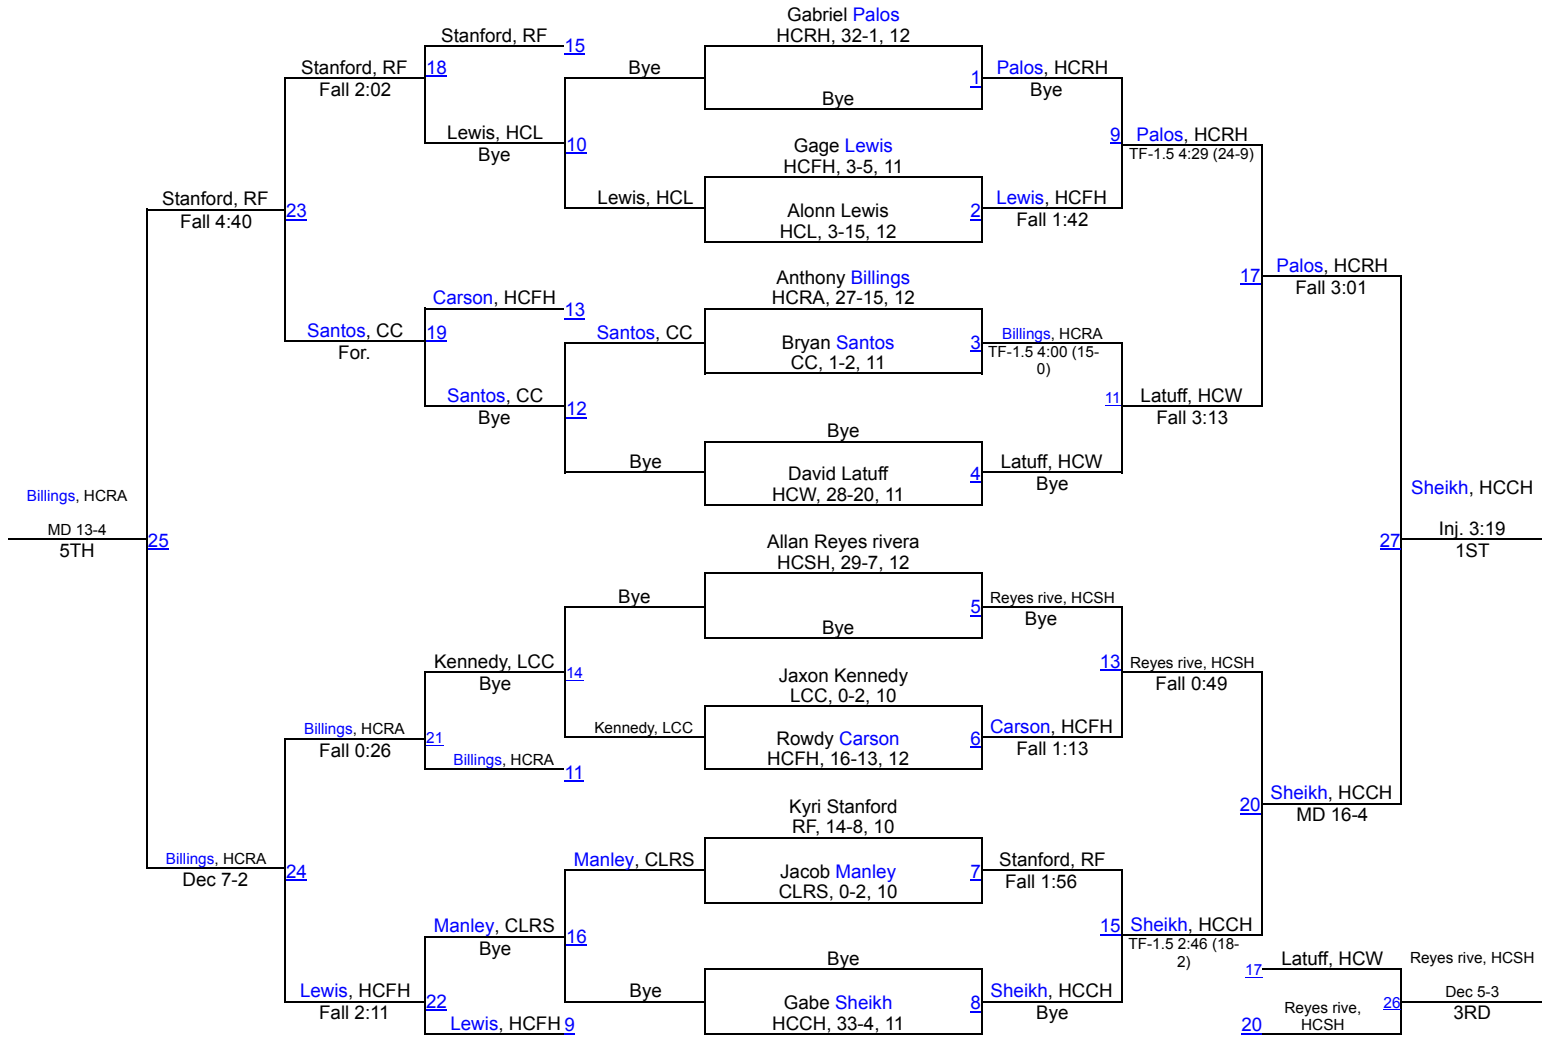 Gabriel Palos
HCRH, 32-1, 12
Bye
Gage Lewis
HCFH, 3-5, 11
Alonn Lewis
HCL, 3-15, 12
Anthony Billings
HCRA, 27-15, 12
Bryan Santos
CC, 1-2, 11
Bye
David Latuff
HCW, 28-20, 11
Allan Reyes rivera
HCSH, 29-7, 12
Bye
Jaxon Kennedy
LCC, 0-2, 10
Rowdy Carson
HCFH, 16-13, 12
Kyri Stanford
RF, 14-8, 10
Jacob Manley
CLRS, 0-2, 10
Bye
Gabe Sheikh
HCCH, 33-4, 11
1
Palos, HCRH
Bye
2
Lewis, HCFH
Fall 1:42
3
Billings, HCRA
TF-1.5 4:00 (15-
0)
4
Latuff, HCW
Bye
5
Reyes rive, HCSH
Bye
6
Carson, HCFH
Fall 1:13
7
Stanford, RF
Fall 1:56
8
Sheikh, HCCH
Bye
9
Palos, HCRH
TF-1.5 4:29 (24-9)
11
Latuff, HCW
Fall 3:13
13
Reyes rive, HCSH
Fall 0:49
15
Sheikh, HCCH
TF-1.5 2:46 (18-
2)
17
Palos, HCRH
Fall 3:01
20
Sheikh, HCCH
MD 16-4
27
Sheikh, HCCH
Inj. 3:19
1ST
17
Latuff, HCW
20
Reyes rive,
HCSH
26
Reyes rive, HCSH
Dec 5-3
3RD
Bye
Lewis, HCL
Santos, CC
Bye
Bye
Kennedy, LCC
Manley, CLRS
Bye
Stanford, RF
15
Lewis, HCL
Bye
10
Carson, HCFH
13
Santos, CC
Bye
12
Kennedy, LCC
Bye
14
Billings, HCRA
11
Manley, CLRS
Bye
16
Lewis, HCFH
9
Stanford, RF
Fall 2:02
18
Santos, CC
For.
19
Billings, HCRA
Fall 0:26
21
Lewis, HCFH
Fall 2:11
22
Stanford, RF
Fall 4:40
23
Billings, HCRA
Dec 7-2
24
Billings, HCRA
MD 13-4
5TH
25